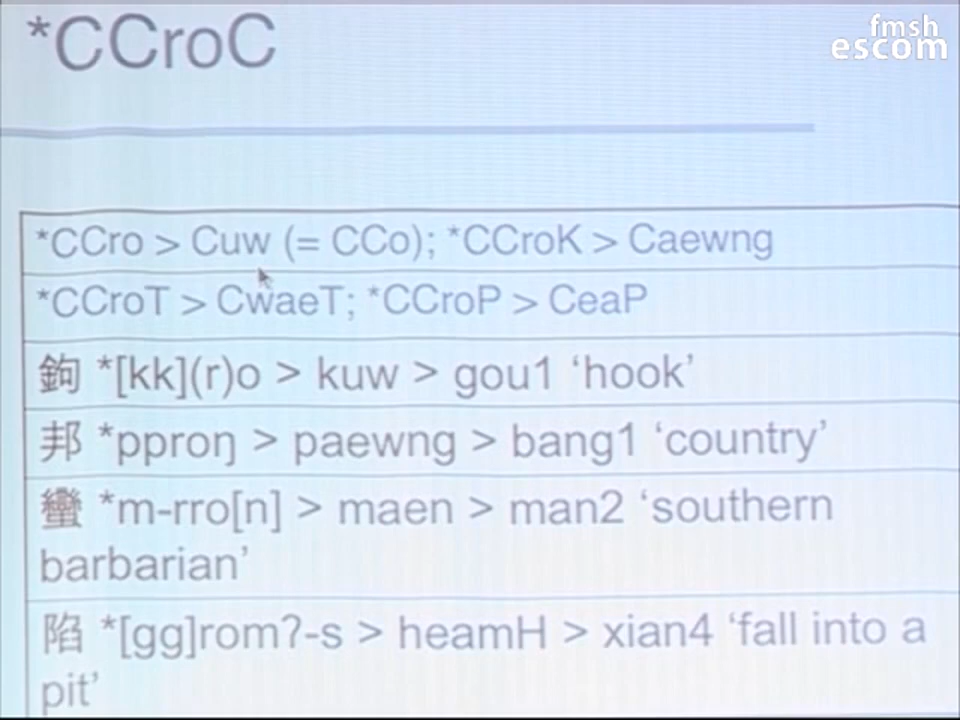 *CCroC
fmsh
escom
*CCro > Cuw (= CCo); *CCroK > Caewng
*CCroT > CwaeT; *CCroP > CeaP
鉤 *[kk](r)o > kuw > gou1 ‘hook’
邦 *pproŋ > paewng > bang1 ‘country’
蠻 *m-rro[n] > maen > man2 ‘southern
barbarian’
陷 *[gg]rom?-s > heamH > xian4 ‘fall into a
pit’